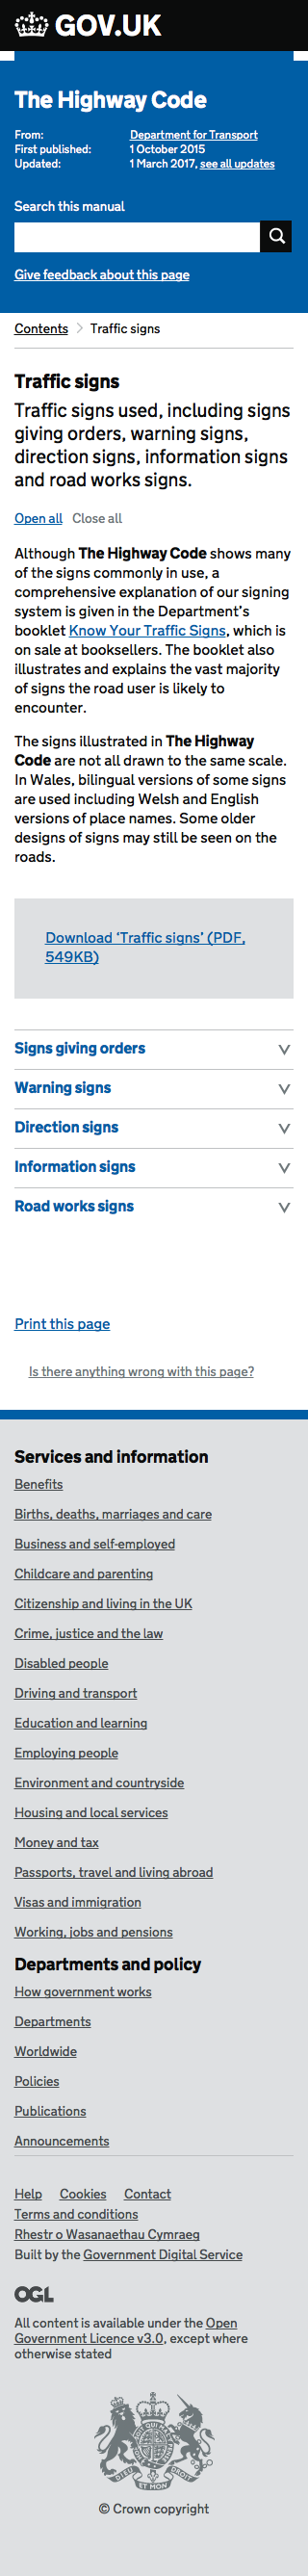 GOV.UK
The Highway Code
From: Department for Transport
First published: 1 October 2015
Updated: 1 March 2017, see all updates
Search this manual
Give feedback about this page
Contents > Traffic signs
Traffic signs
Traffic signs used, including signs
giving orders, warning signs,
direction signs, information signs
and road works signs.
Open all Close all
Although The Highway Code shows many
of the signs commonly in use, a
comprehensive explanation of our signing
system is given in the Department’s
booklet Know Your Traffic Signs, which is
on sale at booksellers. The booklet also
illustrates and explains the vast majority
of signs the road user is likely to
encounter.
The signs illustrated in The Highway
Code are not all drawn to the same scale.
In Wales, bilingual versions of some signs
are used including Welsh and English
versions of place names. Some older
designs of signs may still be seen on the
roads.
Download ‘Traffic signs’ (PDF,
549KB)
Signs giving orders
Warning signs
Direction signs
Information signs
Road works signs
Print this page
Is there anything wrong with this page?
Services and information
Benefits
Births, deaths, marriages and care
Business and self-employed
Childcare and parenting
Citizenship and living in the UK
Crime, justice and the law
Disabled people
Driving and transport
Education and learning
Employing people
Environment and countryside
Housing and local services
Money and tax
Passports, travel and living abroad
Visas and immigration
Working, jobs and pensions
Departments and policy
How government works
Departments
Worldwide
Policies
Publications
Announcements
Help Cookies Contact
Terms and conditions
Rhestr o Wasanaethau Cymraeg
Built by the Government Digital Service
OGL
All content is available under the Open
Government Licence v3.0, except where
otherwise stated
DIEU ET MON DROIT
© Crown copyright